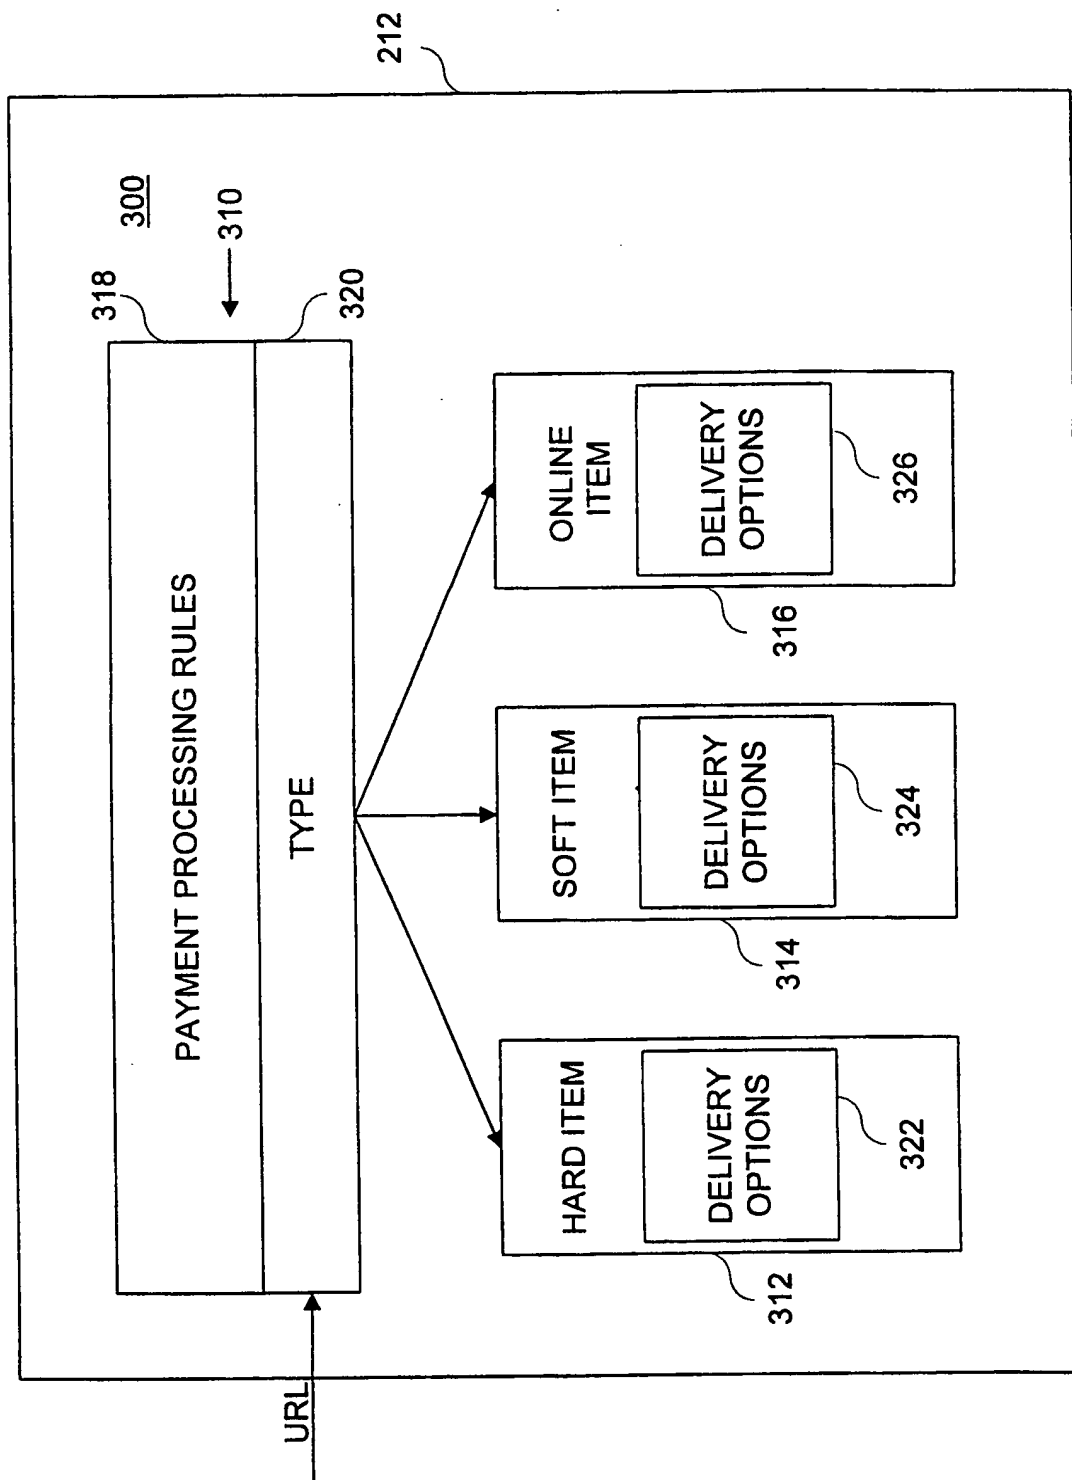 212
300
318
310
320
PAYMENT PROCESSING RULES
TYPE
URL
HARD ITEM
DELIVERY
OPTIONS
322
312
SOFT ITEM
DELIVERY
OPTIONS
324
314
ONLINE
ITEM
DELIVERY
OPTIONS
326
316